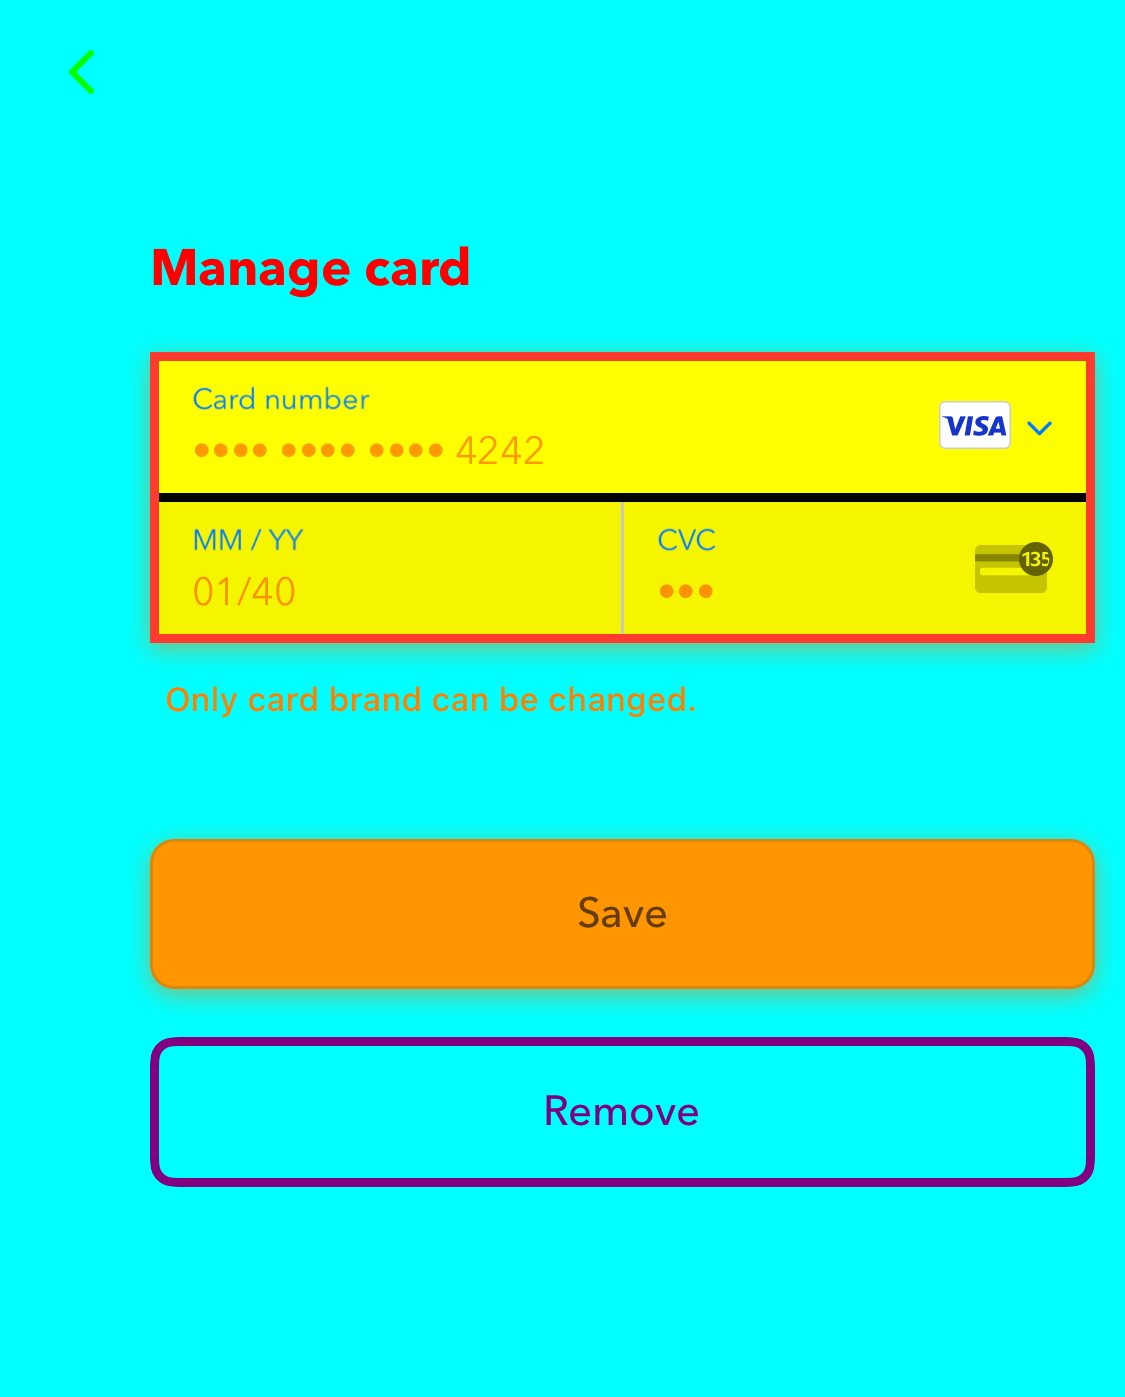 Manage card
Card number
VISA
•••• •••• •••• 4242
MM / YY
CVC
01/40
•••
135
Only card brand can be changed.
Save
Remove